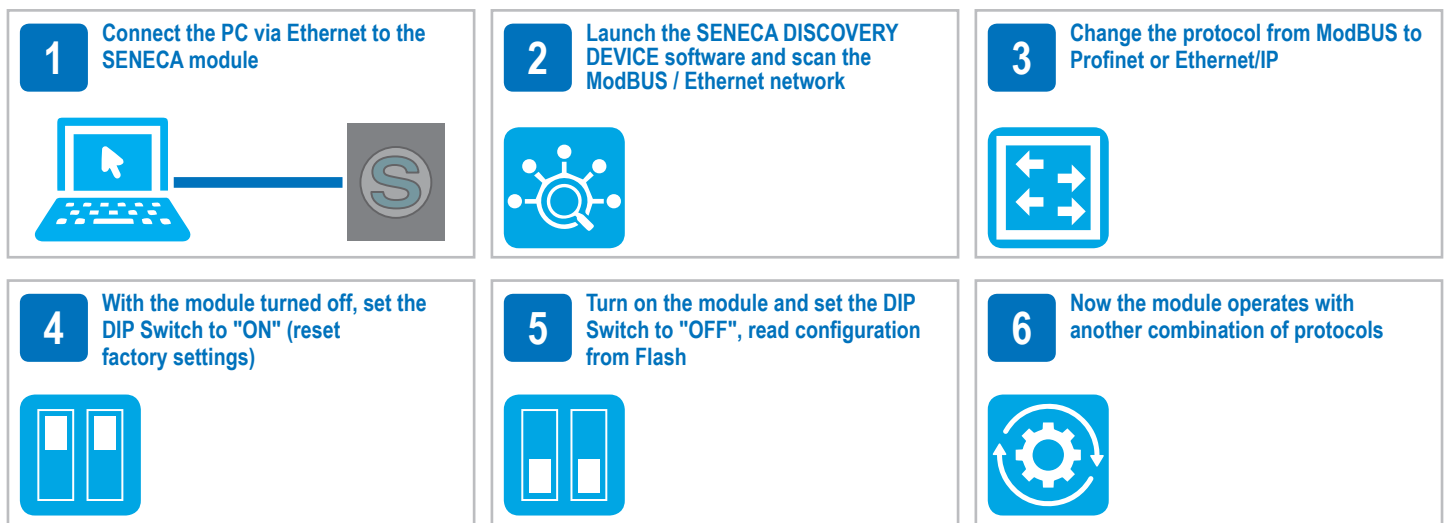 1
Connect the PC via Ethernet to the
SENECA module
S
2
Launch the SENECA DISCOVERY
DEVICE software and scan the
ModBUS / Ethernet network
3
Change the protocol from ModBUS to
Profinet or Ethernet/IP
4
With the module turned off, set the
DIP Switch to "ON" (reset
factory settings)
5
Turn on the module and set the DIP
Switch to "OFF", read configuration
from Flash
6
Now the module operates with
another combination of protocols